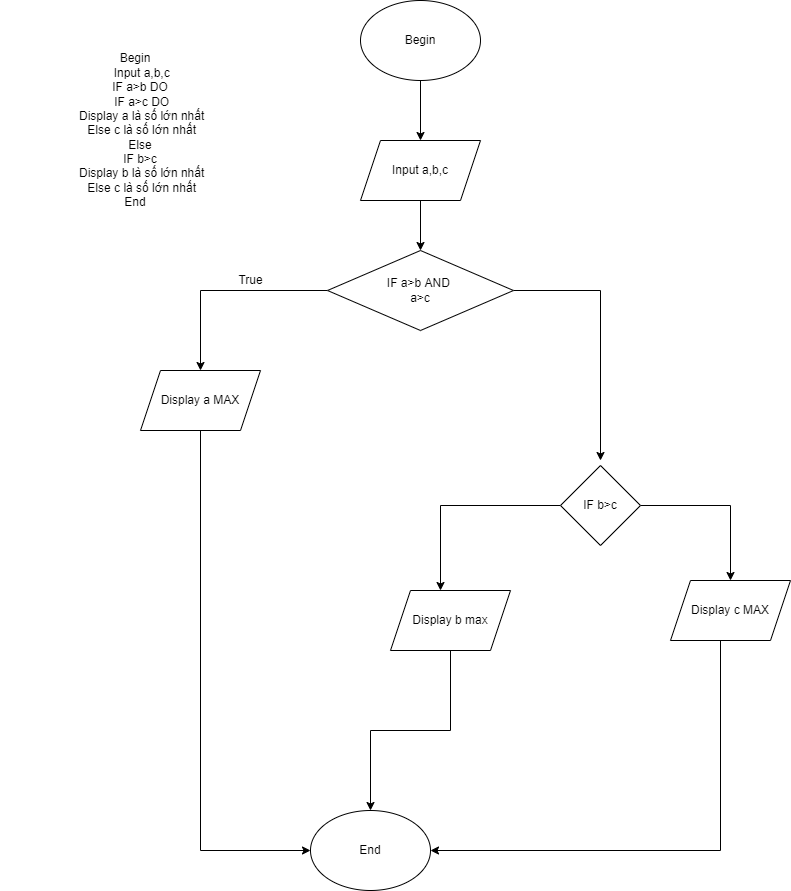 Begin
Input a,b,c
IF a>b DO
IF a>c DO
Display a là số lớn nhất
Else c là số lớn nhất
Else
IF b>c
Display b là số lớn nhất
Else c là số lớn nhất
End
Begin
Input a,b,c
IF a>b AND
a>c
True
Display a MAX
IF b>c
Display b max
Display c MAX
End